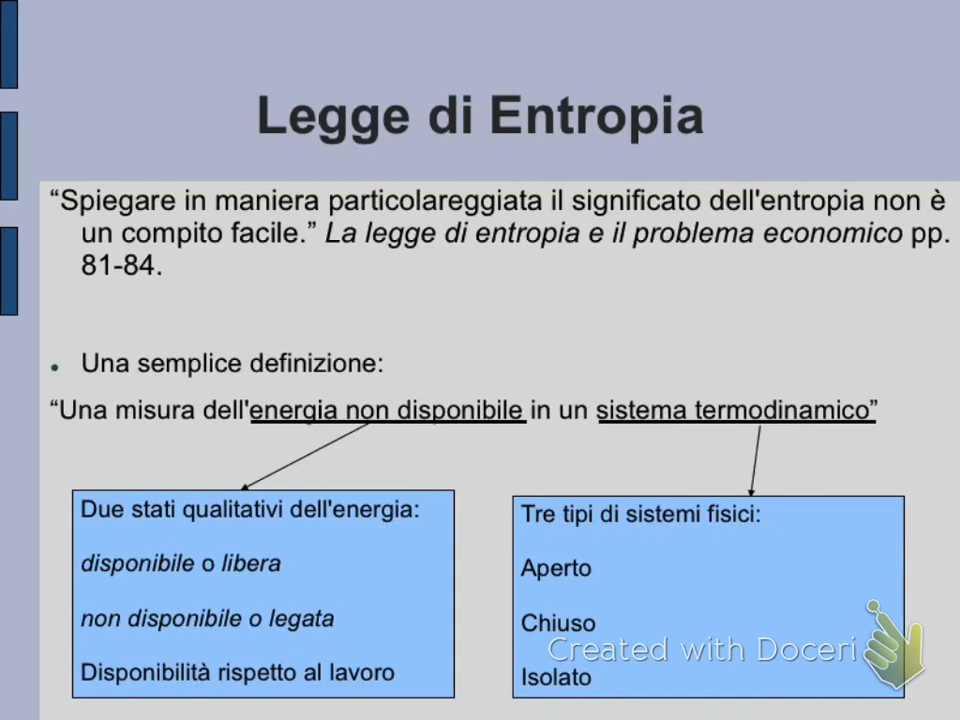 Legge di Entropia
“Spiegare in maniera particolareggiata il significato dell'entropia non è
un compito facile.” La legge di entropia e il problema economico pp.
81-84.
Una semplice definizione:
“Una misura dell'energia non disponibile in un sistema termodinamico”
Due stati qualitativi dell'energia:
disponibile o libera
non disponibile o legata
Disponibilità rispetto al lavoro
Tre tipi di sistemi fisici:
Aperto
Chiuso
Created with Doceri
Isolato